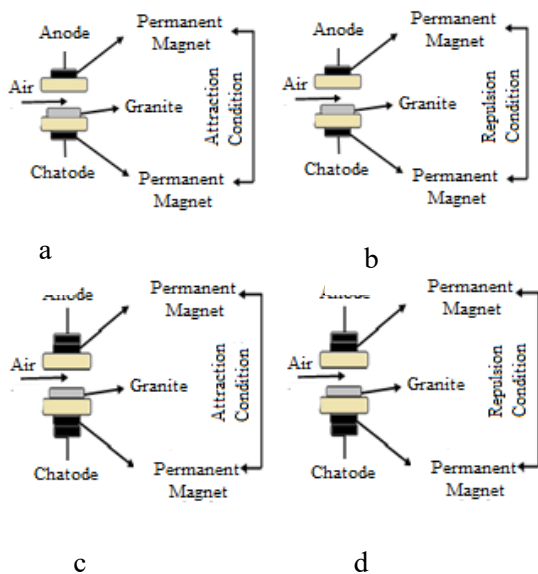 Anode
Permanent
Magnet
Air
Granite
Attraction
Condition
Chatode
Permanent
Magnet
a
Anode
Permanent
Magnet
Air
Granite
Repulsion
Condition
Chatode
Permanent
Magnet
b
Anode
Permanent
Magnet
Air
Granite
Attraction
Condition
Chatode
Permanent
Magnet
c
Anode
Permanent
Magnet
Air
Granite
Repulsion
Condition
Chatode
Permanent
Magnet
d